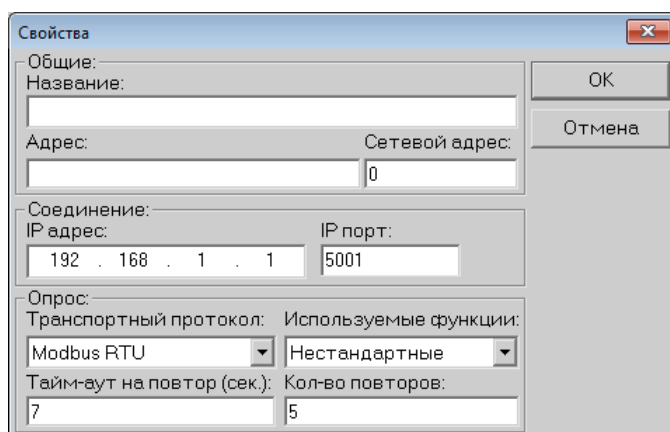 Свойства
Общие:
Название:
OK
Отмена
Адрес: Сетевой адрес:
0
Соединение:
IP адрес: IP порт:
192 . 168 . 1 . 1 5001
Опрос:
Транспортный протокол: Используемые функции:
Modbus RTU Нестандартные
Тайм-аут на повтор (сек.): Кол-во повторов:
7 5